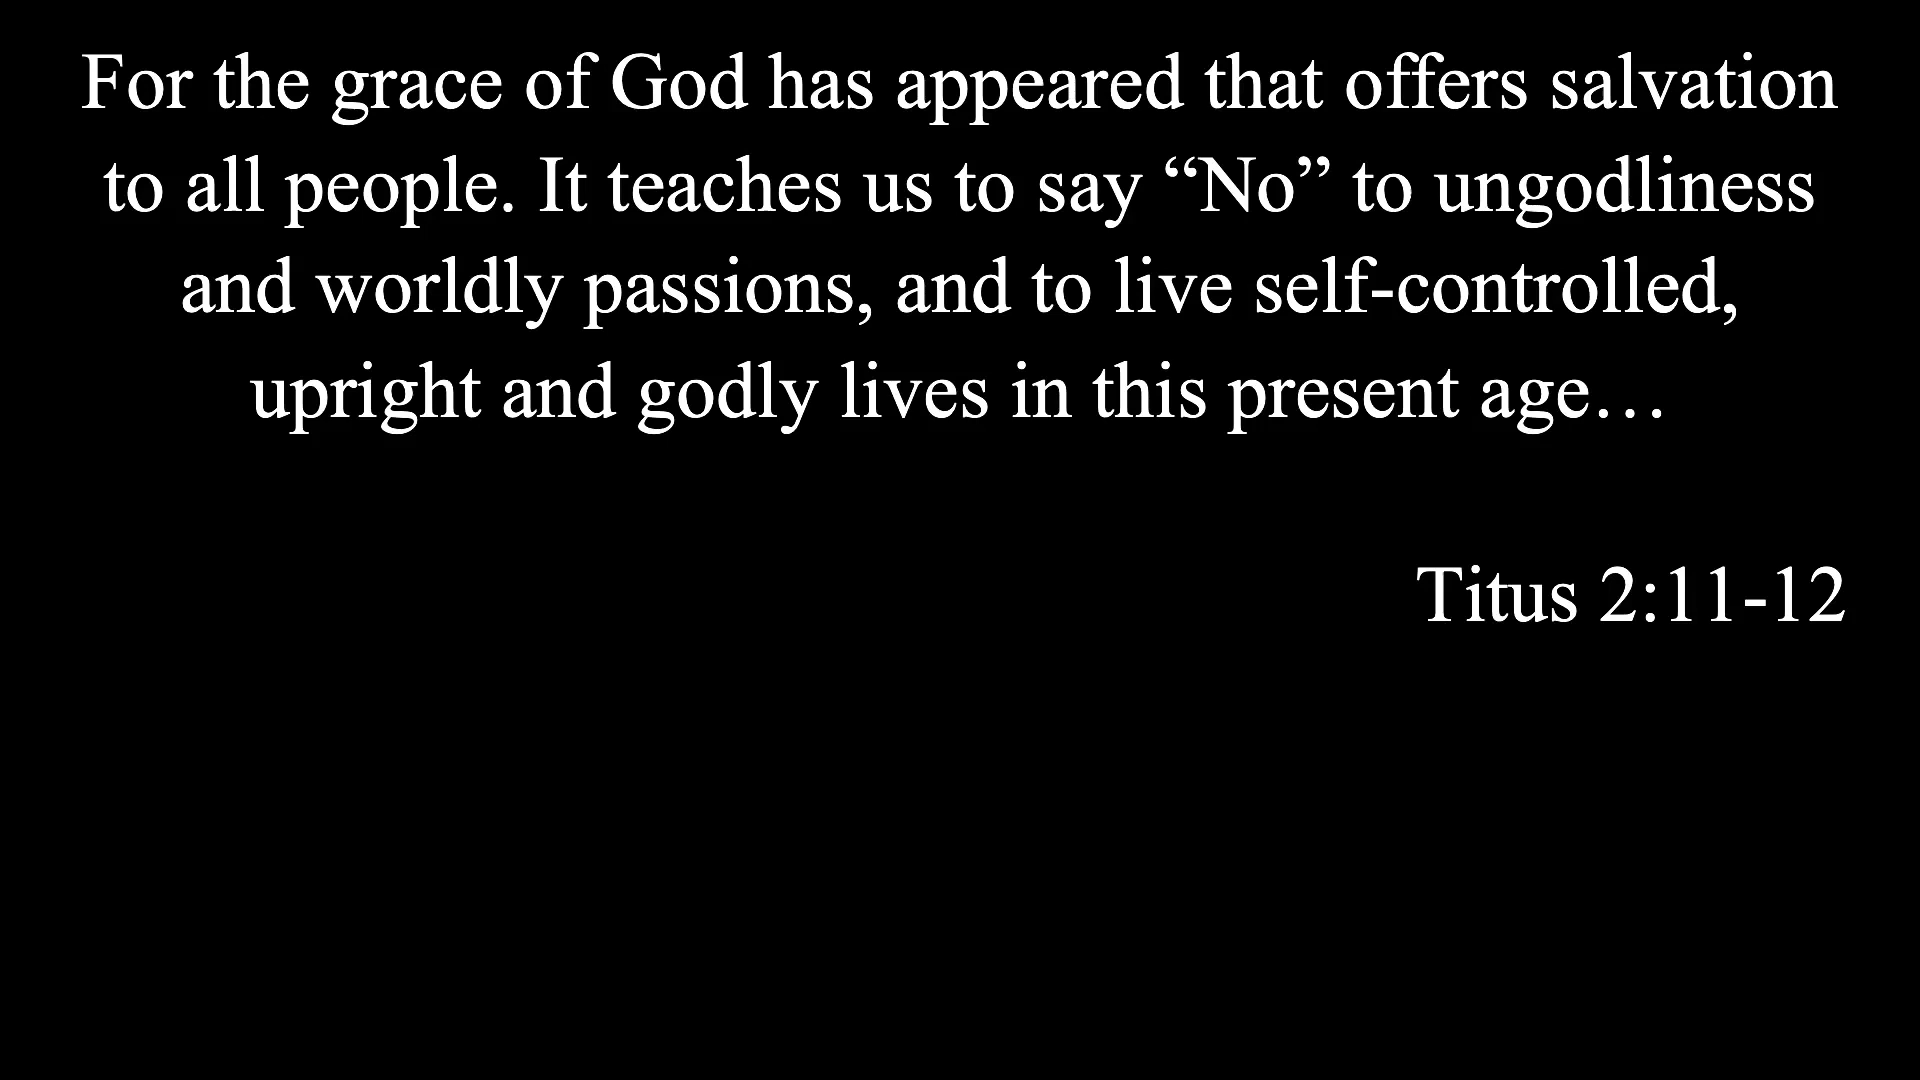 For the grace of God has appeared that offers salvation
to all people. It teaches us to say “No” to ungodliness
and worldly passions, and to live self-controlled,
upright and godly lives in this present age…
Titus 2:11-12